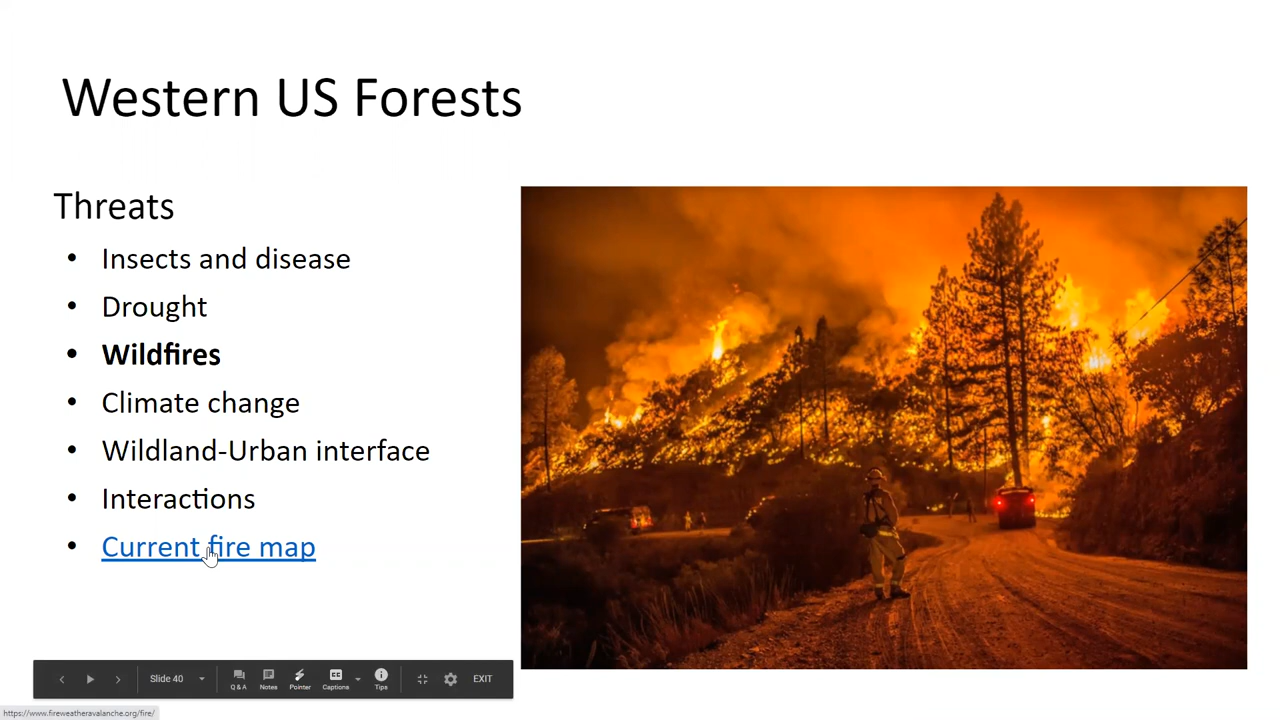 Western US Forests
Threats
• Insects and disease
• Drought
• Wildfires
• Climate change
• Wildland-Urban interface
• Interactions
• Current fire map
Slide 40
Q & A
Notes
Pointer
CC
Captions
Tips
EXIT
https://www.fireweatheravalanche.org/fire/